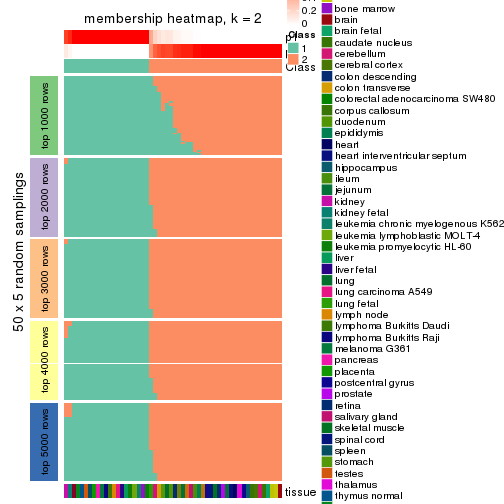 membership heatmap, k = 2
50 x 5 random samplings
top 1000 rows
top 2000 rows
top 3000 rows
top 4000 rows
top 5000 rows
Class
tissue
0.2
0
Class
1
2
bone marrow
brain
brain fetal
caudate nucleus
cerebellum
cerebral cortex
colon descending
colon transverse
colorectal adenocarcinoma SW480
corpus callosum
duodenum
epididymis
heart
heart interventricular septum
hippocampus
ileum
jejunum
kidney
kidney fetal
leukemia chronic myelogenous K562
leukemia lymphoblastic MOLT-4
leukemia promyelocytic HL-60
liver
liver fetal
lung
lung carcinoma A549
lung fetal
lymph node
lymphoma Burkitts Daudi
lymphoma Burkitts Raji
melanoma G361
pancreas
placenta
postcentral gyrus
prostate
retina
salivary gland
skeletal muscle
spinal cord
spleen
stomach
testes
thalamus
thymus normal